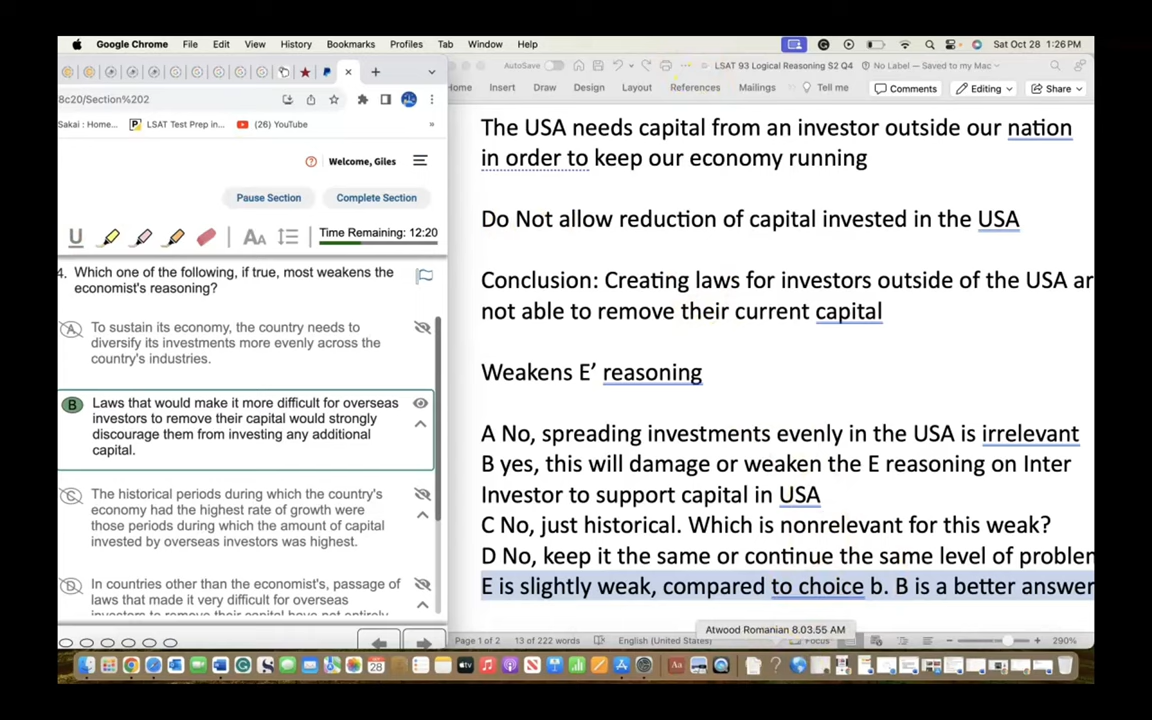 Google Chrome File Edit View History Bookmarks Profiles Tab Window Help Sat Oct 28 1:26 PM
AutoSave LSAT 93 Logical Reasoning S2 Q4 No Label — Saved to my Mac
8c20/Section%202
ome Insert Draw Design Layout References Mailings Tell me Comments Editing Share
Sakai : Home... LSAT Test Prep in... (26) YouTube
Welcome, Giles
Pause Section Complete Section
U AA Time Remaining: 12:20
4. Which one of the following, if true, most weakens the
economist's reasoning?
A To sustain its economy, the country needs to
diversify its investments more evenly across the
country's industries.
B Laws that would make it more difficult for overseas
investors to remove their capital would strongly
discourage them from investing any additional
capital.
C The historical periods during which the country's
economy had the highest rate of growth were
those periods during which the amount of capital
invested by overseas investors was highest.
D In countries other than the economist's, passage of
laws that made it very difficult for overseas
investors to remove their capital have not entirely
The USA needs capital from an investor outside our nation
in order to keep our economy running
Do Not allow reduction of capital invested in the USA
Conclusion: Creating laws for investors outside of the USA ar
not able to remove their current capital
Weakens E’ reasoning
A No, spreading investments evenly in the USA is irrelevant
B yes, this will damage or weaken the E reasoning on Inter
Investor to support capital in USA
C No, just historical. Which is nonrelevant for this weak?
D No, keep it the same or continue the same level of problem
E is slightly weak, compared to choice b. B is a better answer
Atwood Romanian 8.03.55 AM
Page 1 of 2 13 of 222 words English (United States) Focus 290%
28